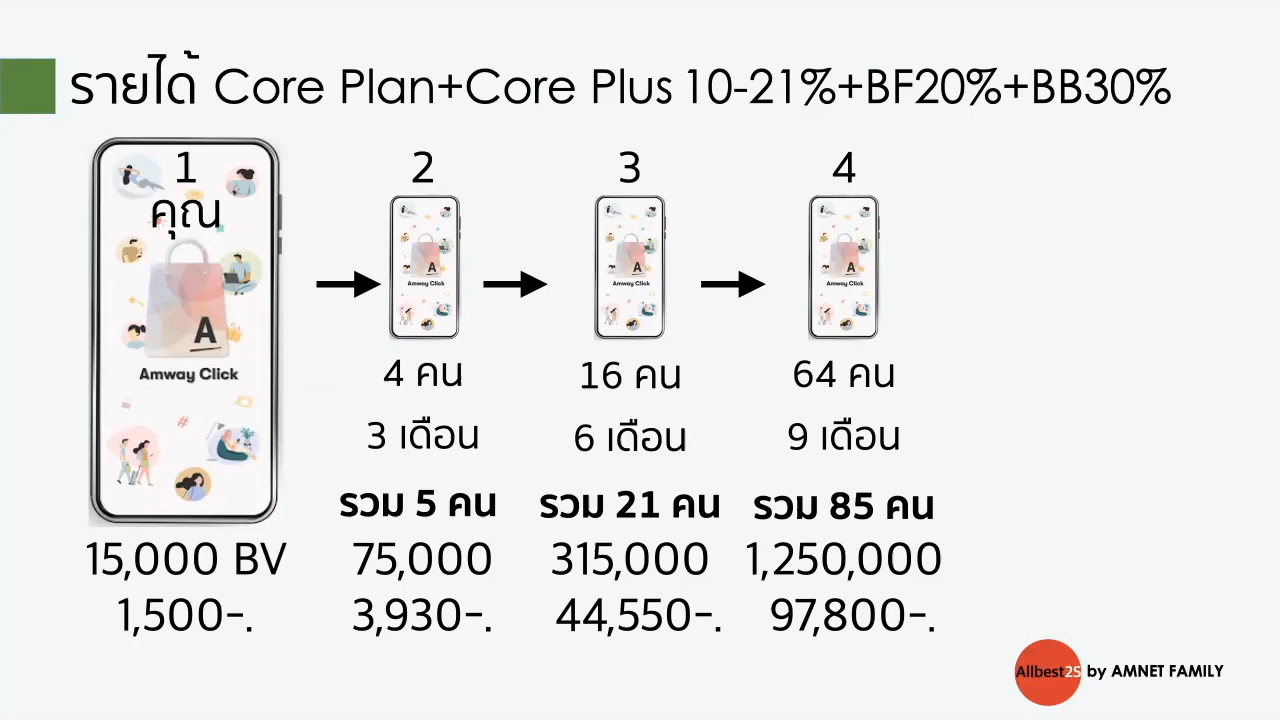 รายได้ Core Plan+Core Plus 10-21%+BF20%+BB30%
1
คุณ
2
3
4
A
Amway Click
#
A
Amway Click
A
Amway Click
A
Amway Click
4 คน
16 คน
64 คน
3 เดือน
6 เดือน
9 เดือน
รวม 5 คน
รวม 21 คน
รวม 85 คน
15,000 BV
75,000
315,000
1,250,000
1,500-.
3,930-.
44,550-.
97,800-.
Allbest2S by AMNET FAMILY